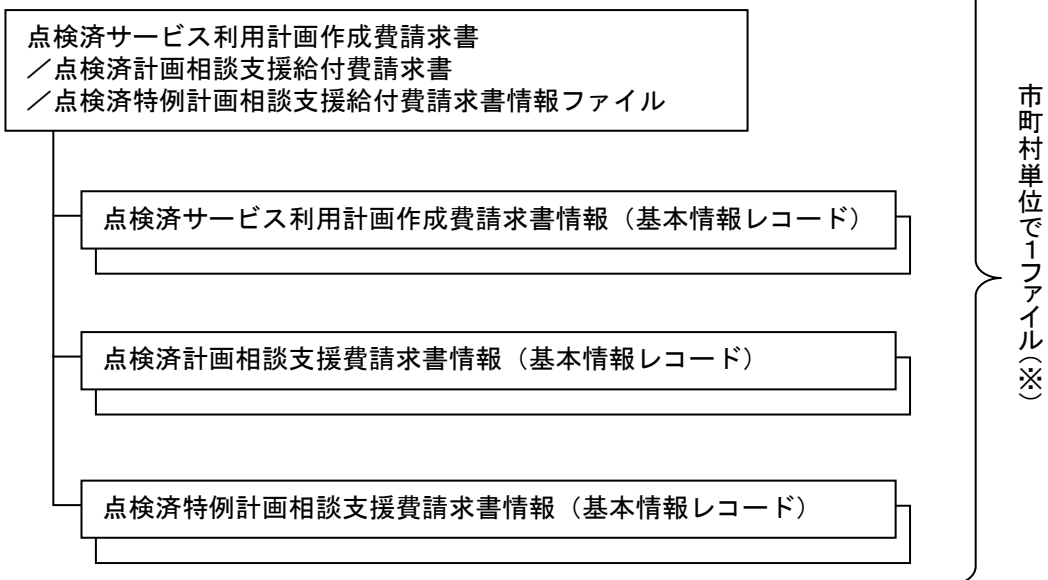 点検済サービス利用計画作成費請求書
／点検済計画相談支援給付費請求書
／点検済特例計画相談支援給付費請求書情報ファイル
点検済サービス利用計画作成費請求書情報（基本情報レコード）
点検済計画相談支援費請求書情報（基本情報レコード）
点検済特例計画相談支援費請求書情報（基本情報レコード）
市町村単位で1ファイル（※）